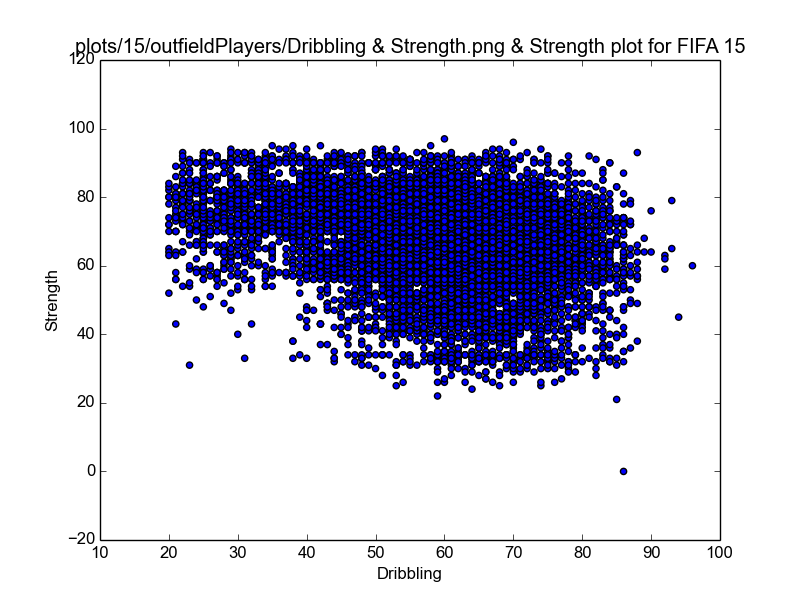 plots/15/outfieldPlayers/Dribbling & Strength.png & Strength plot for FIFA 15
120
100
80
60
40
20
0
−20
Strength
10 20 30 40 50 60 70 80 90 100
Dribbling